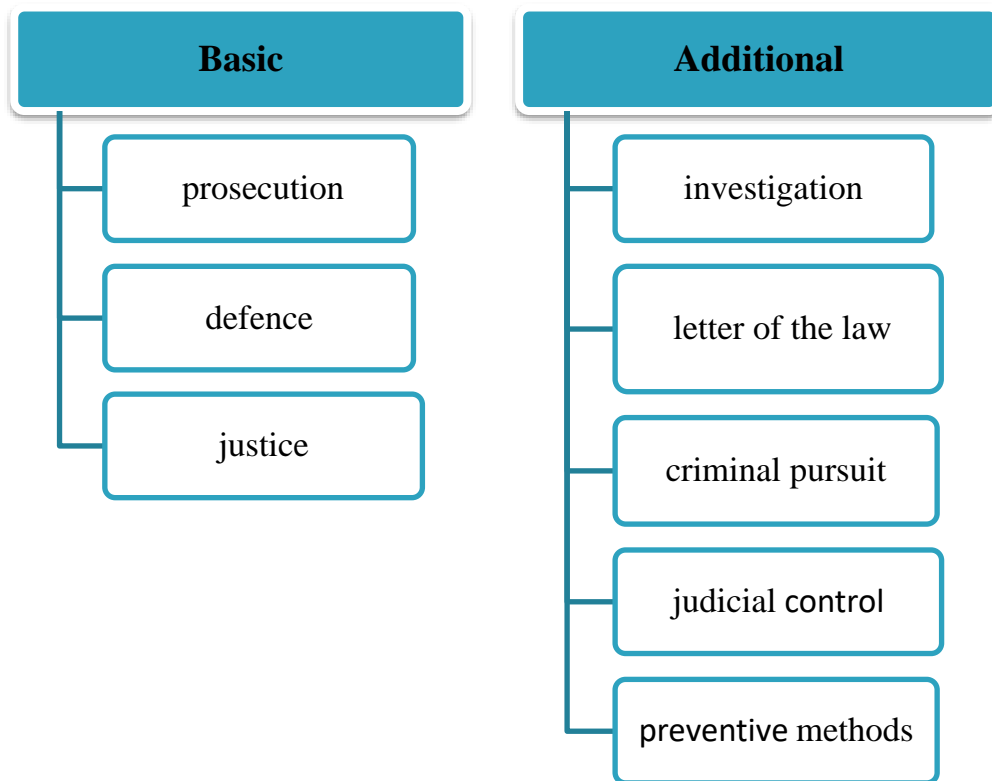 Basic
prosecution
defence
justice
Additional
investigation
letter of the law
criminal pursuit
judicial control
preventive methods